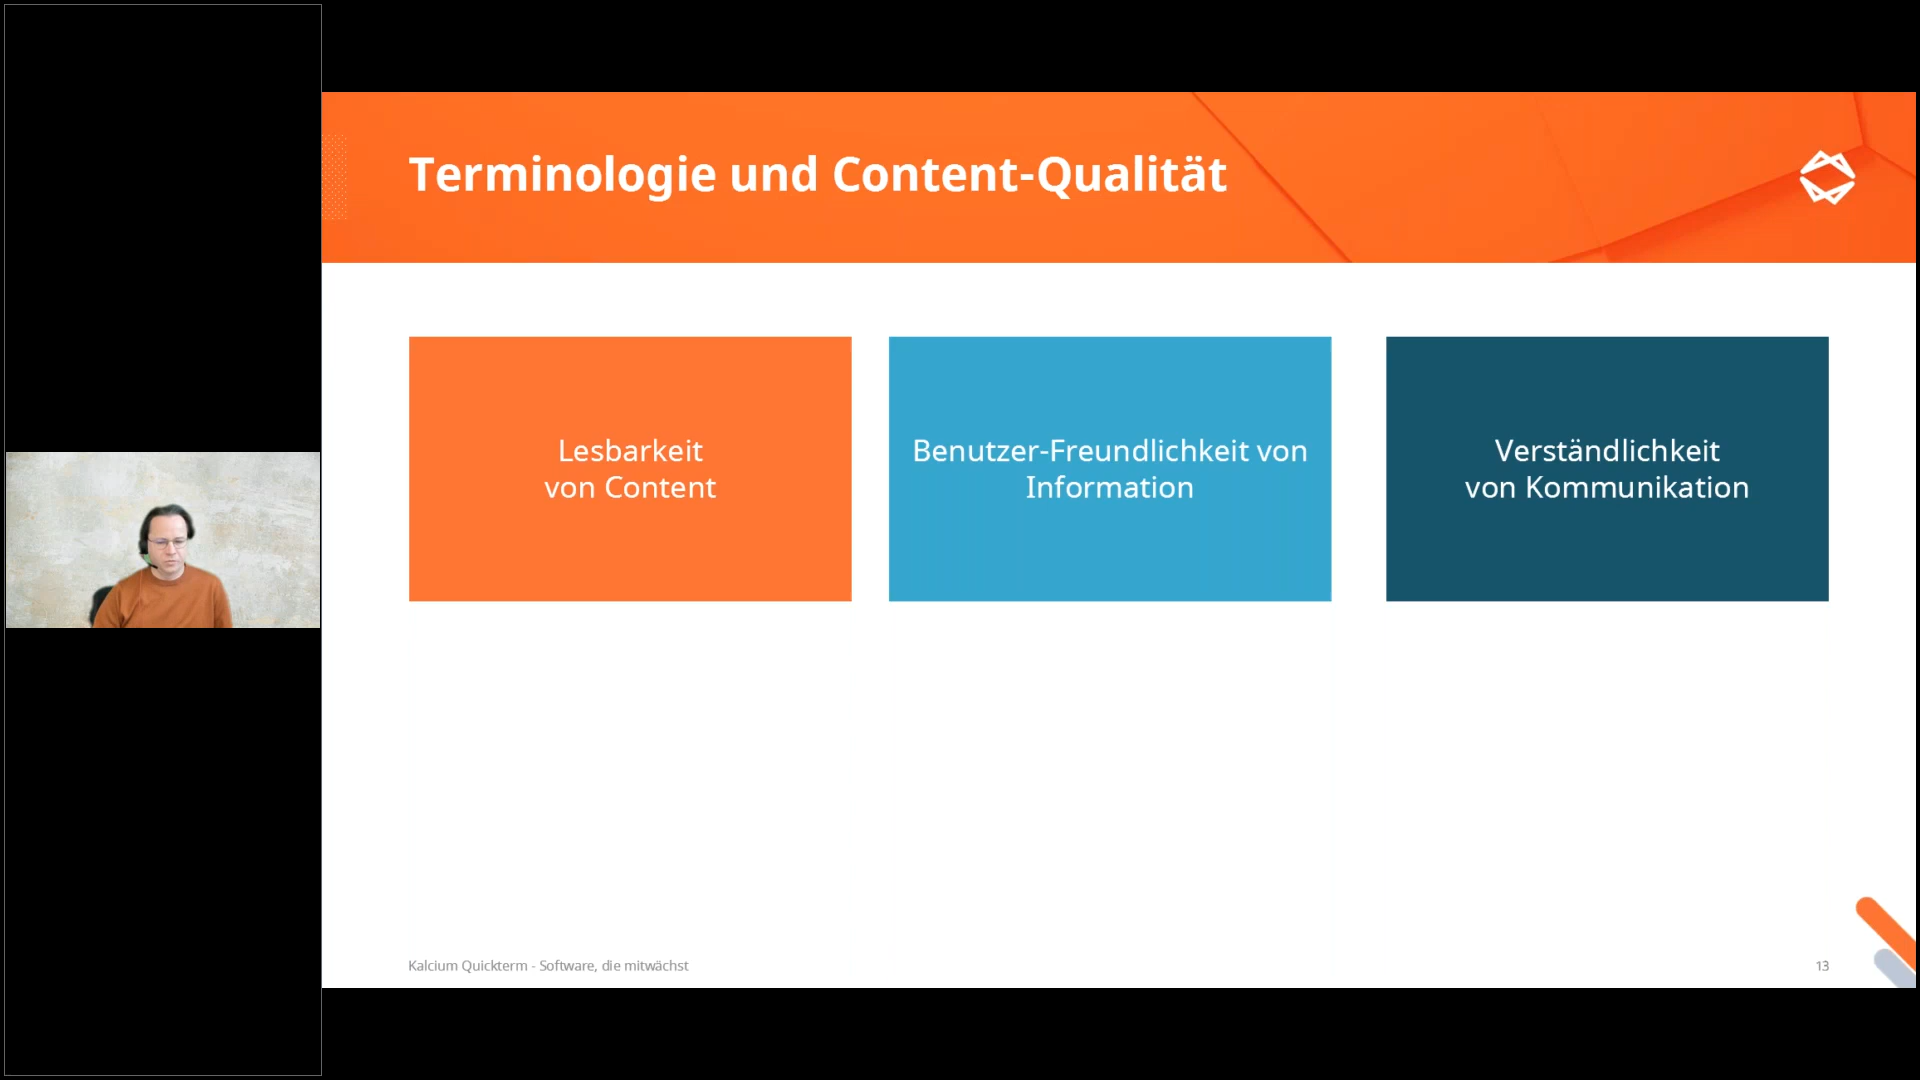 Terminologie und Content-Qualität
Lesbarkeit
von Content
Benutzer-Freundlichkeit von
Information
Verständlichkeit
von Kommunikation
Kalcium Quickterm - Software, die mitwächst
13